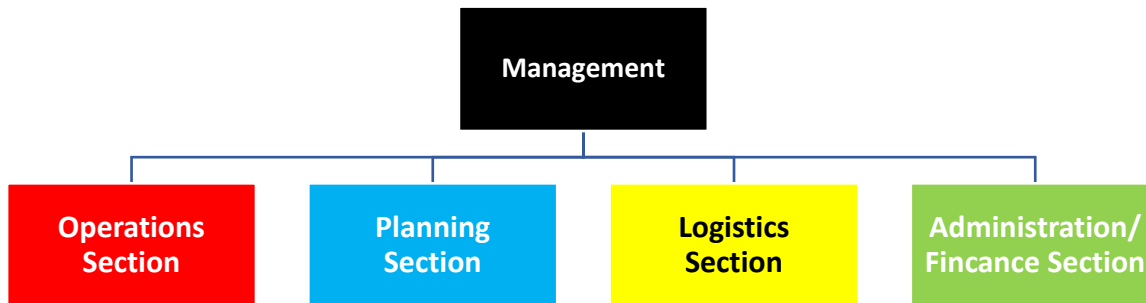 Management
Operations
Section
Planning
Section
Logistics
Section
Administration/
Fincance Section